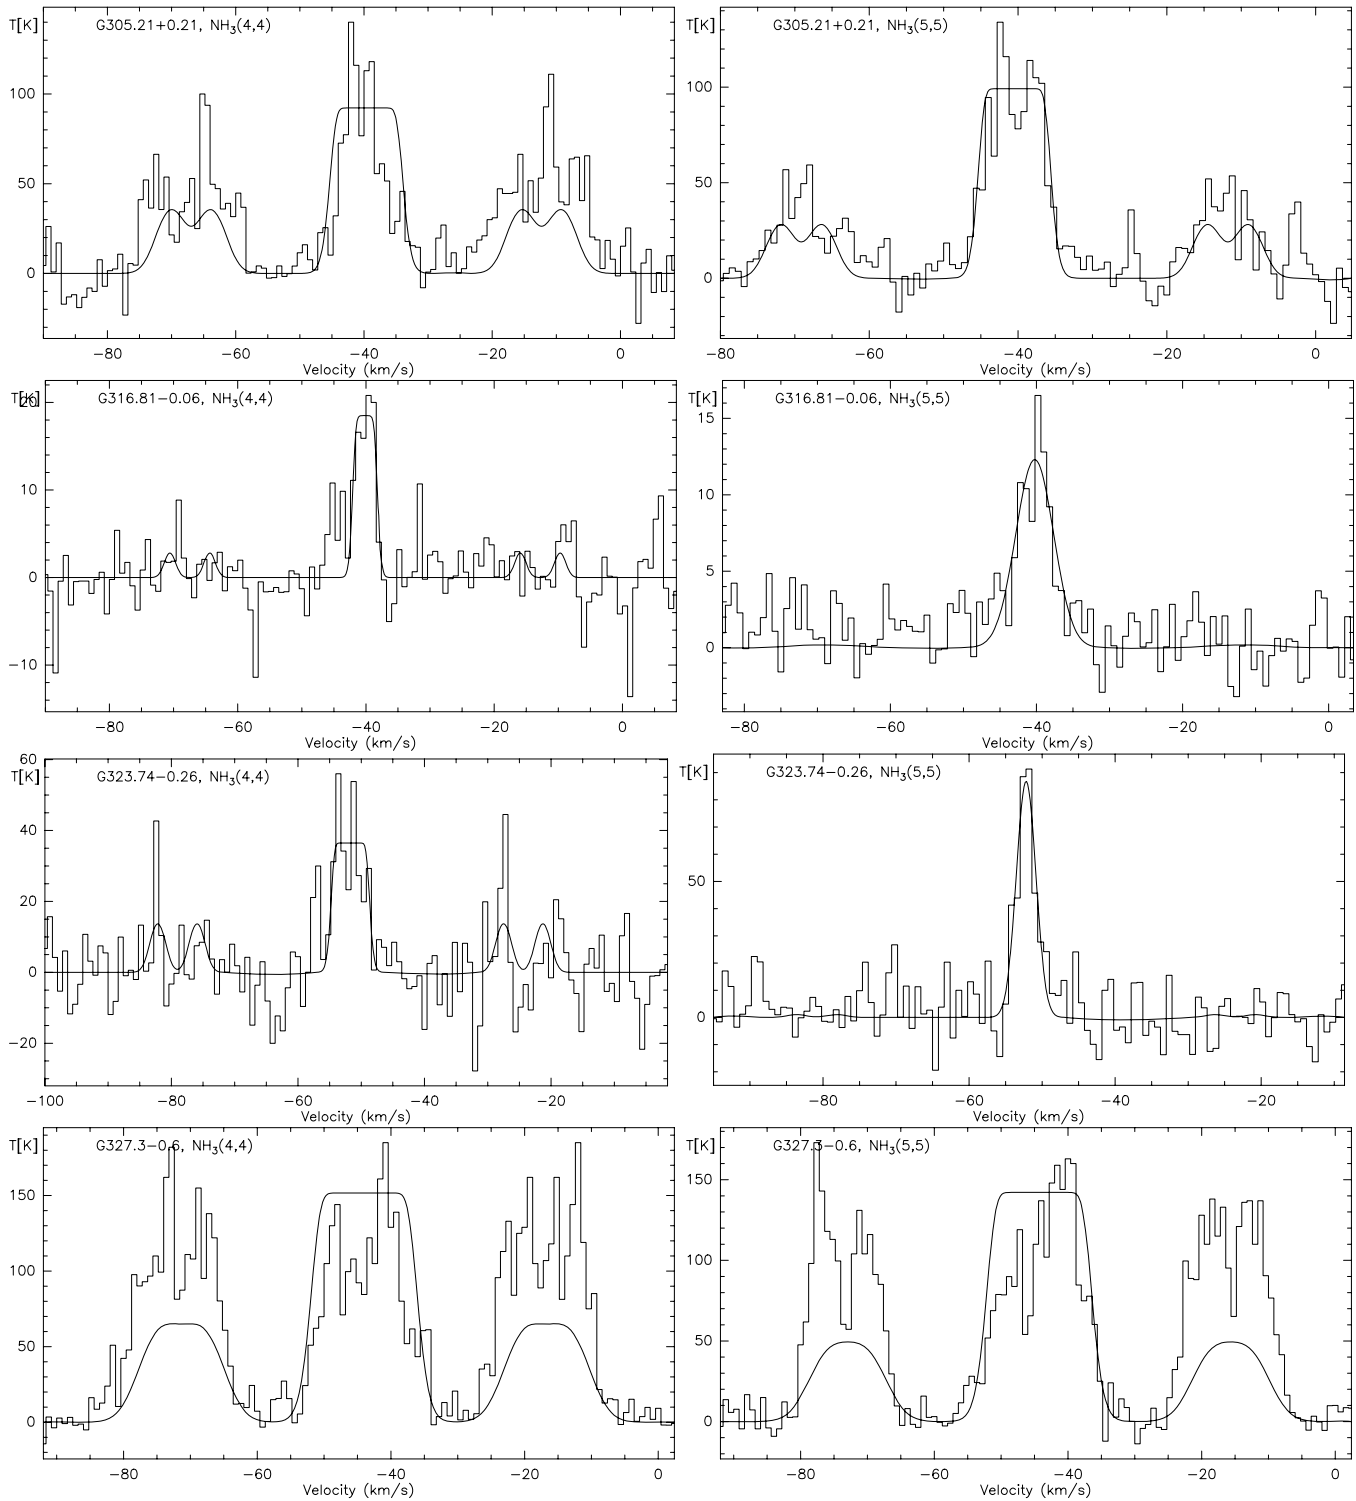 T[K] G305.21+0.21, NH3(4,4)
100
50
0
−80 −60 −40 −20 0
Velocity (km/s)
T[K] G305.21+0.21, NH3(5,5)
100
50
0
−80 −60 −40 −20 0
Velocity (km/s)
T[K] G316.81−0.06, NH3(4,4)
20
10
0
−10
−80 −60 −40 −20 0
Velocity (km/s)
T[K] G316.81−0.06, NH3(5,5)
15
10
5
0
−80 −60 −40 −20 0
Velocity (km/s)
60
T[K] G323.74−0.26, NH3(4,4)
40
20
0
−20
−100 −80 −60 −40 −20
Velocity (km/s)
T[K] G323.74−0.26, NH3(5,5)
50
0
−80 −60 −40 −20
Velocity (km/s)
T[K] G327.3−0.6, NH3(4,4)
150
100
50
0
−80 −60 −40 −20 0
Velocity (km/s)
T[K] G327.3−0.6, NH3(5,5)
150
100
50
0
−80 −60 −40 −20 0
Velocity (km/s)